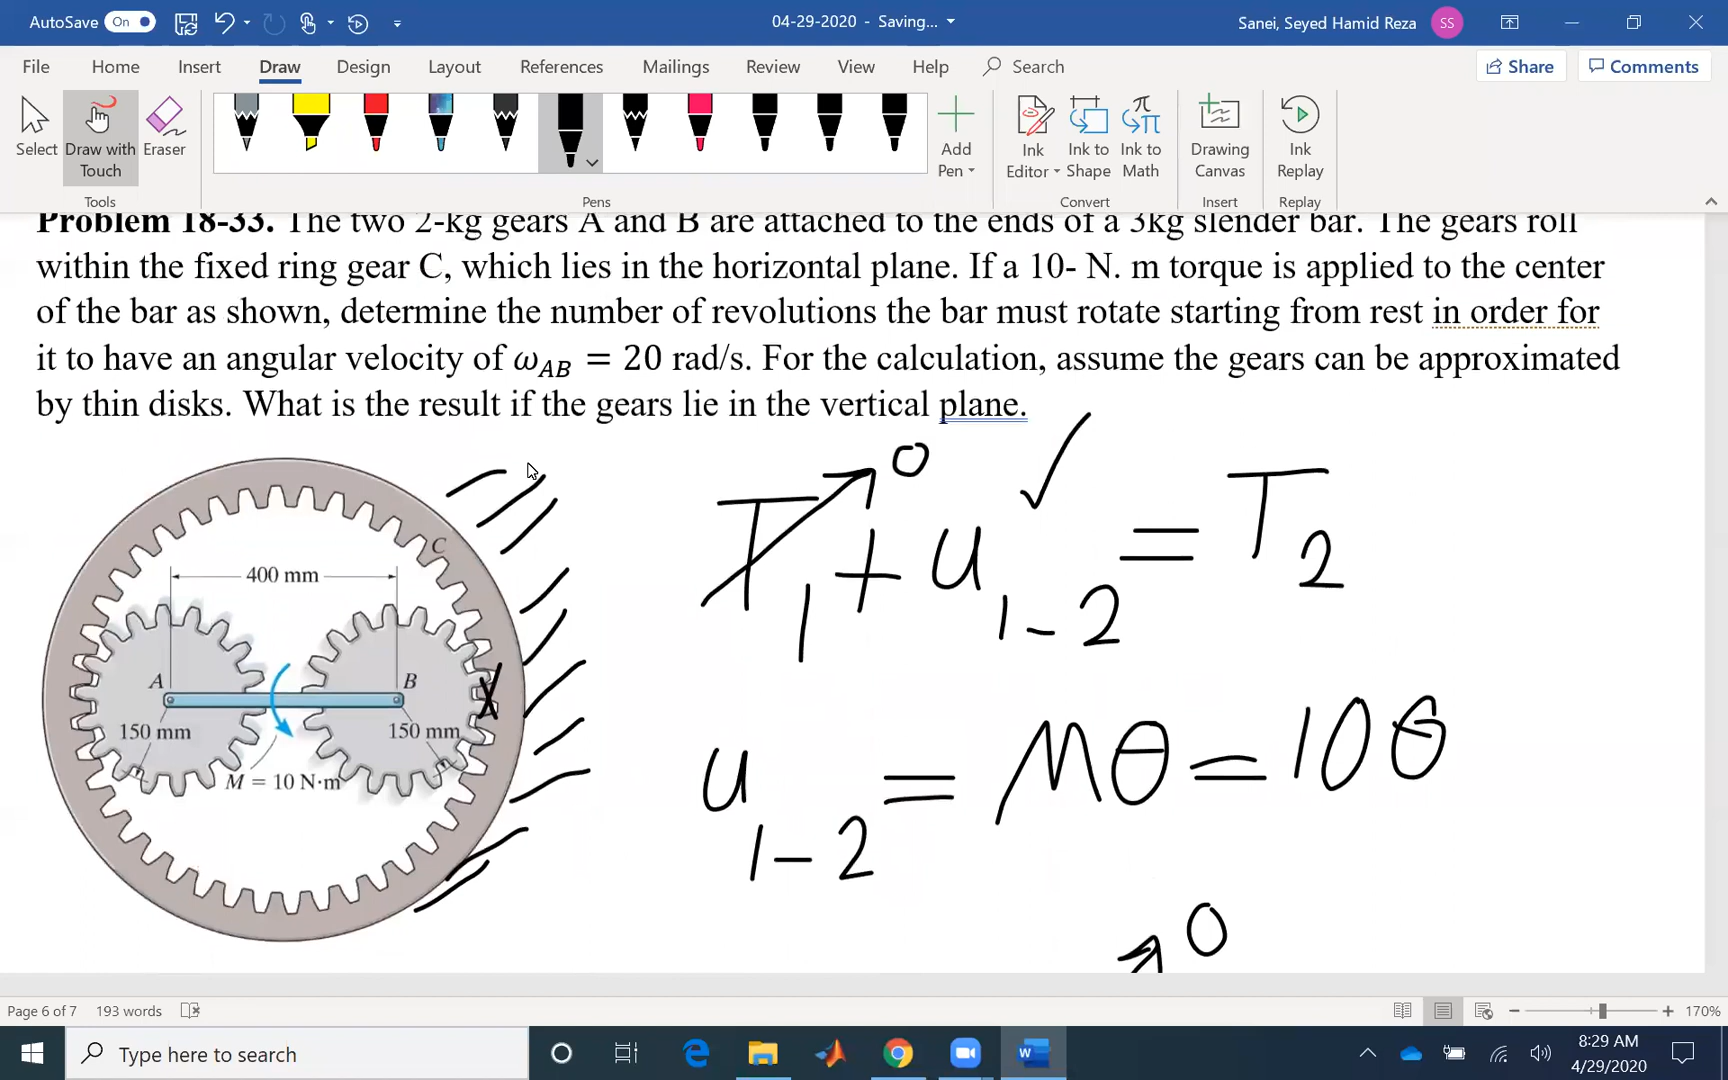 AutoSave On 04-29-2020 - Saving... Sanei, Seyed Hamid Reza SS
File Home Insert Draw Design Layout References Mailings Review View Help Search Share Comments
Select Draw with Touch Eraser Add Pen Ink Editor Ink to Shape Ink to Math Drawing Canvas Ink Replay
Tools Pens Convert Insert Replay
Problem 18-33. The two 2-kg gears A and B are attached to the ends of a 3kg slender bar. The gears roll
within the fixed ring gear C, which lies in the horizontal plane. If a 10- N. m torque is applied to the center
of the bar as shown, determine the number of revolutions the bar must rotate starting from rest in order for
it to have an angular velocity of ω_AB = 20 rad/s. For the calculation, assume the gears can be approximated
by thin disks. What is the result if the gears lie in the vertical plane.
T₁ 0 + u₁₋₂ ✓ = T₂
C
400 mm
A B
150 mm 150 mm
M = 10 N·m
u₁₋₂ = Mθ = 10θ
0
Page 6 of 7 193 words 170%
Type here to search 8:29 AM
4/29/2020